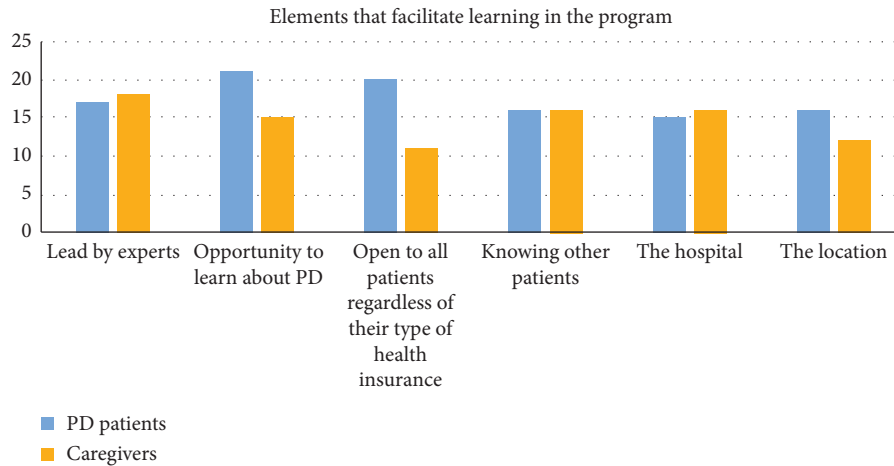 Elements that facilitate learning in the program
25
20
15
10
5
0
Lead by experts
Opportunity to
learn about PD
Open to all
patients
regardless of
their type of
health
insurance
Knowing other
patients
The hospital
The location
PD patients
Caregivers